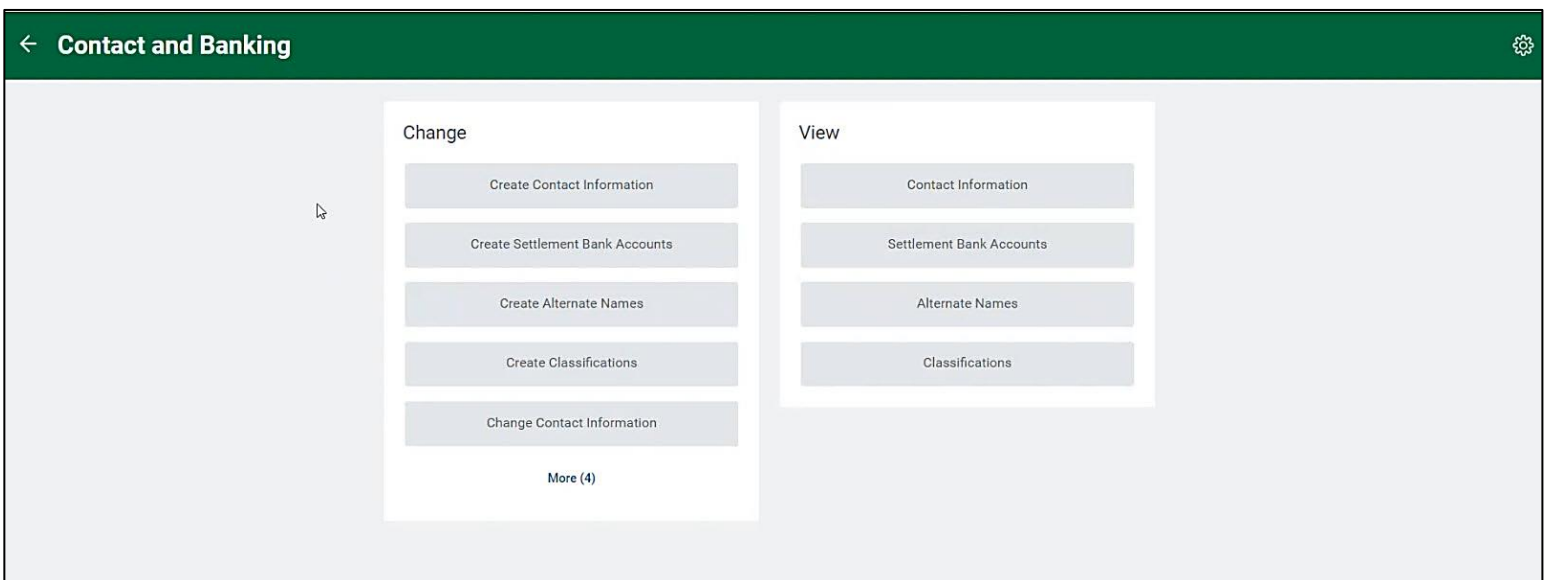 Contact and Banking
Change
Create Contact Information
Create Settlement Bank Accounts
Create Alternate Names
Create Classifications
Change Contact Information
More (4)
View
Contact Information
Settlement Bank Accounts
Alternate Names
Classifications